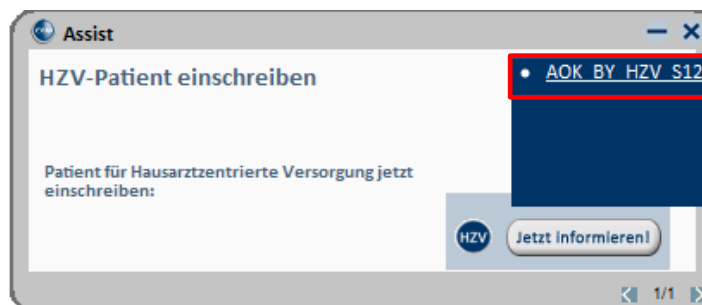 Assist
HZV-Patient einschreiben
AOK_BY_HZV_S12
Patient für Hausarztzentrierte Versorgung jetzt
einschreiben:
HZV
Jetzt informieren!
1/1